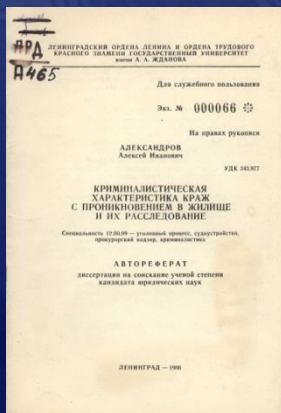 АРД
А465
ЛЕНИНГРАДСКИЙ ОРДЕНА ЛЕНИНА И ОРДЕНА ТРУДОВОГО
КРАСНОГО ЗНАМЕНИ ГОСУДАРСТВЕННЫЙ УНИВЕРСИТЕТ
имени А. А. ЖДАНОВА
Для служебного пользования
Экз. № 000066
На правах рукописи
АЛЕКСАНДРОВ
Алексей Иванович
УДК 343.977
КРИМИНАЛИСТИЧЕСКАЯ
ХАРАКТЕРИСТИКА КРАЖ
С ПРОНИКНОВЕНИЕМ В ЖИЛИЩЕ
И ИХ РАССЛЕДОВАНИЕ
Специальность 12.00.09 — уголовный процесс, судоустройство,
прокурорский надзор, криминалистика
АВТОРЕФЕРАТ
диссертации на соискание ученой степени
кандидата юридических наук
ЛЕНИНГРАД —